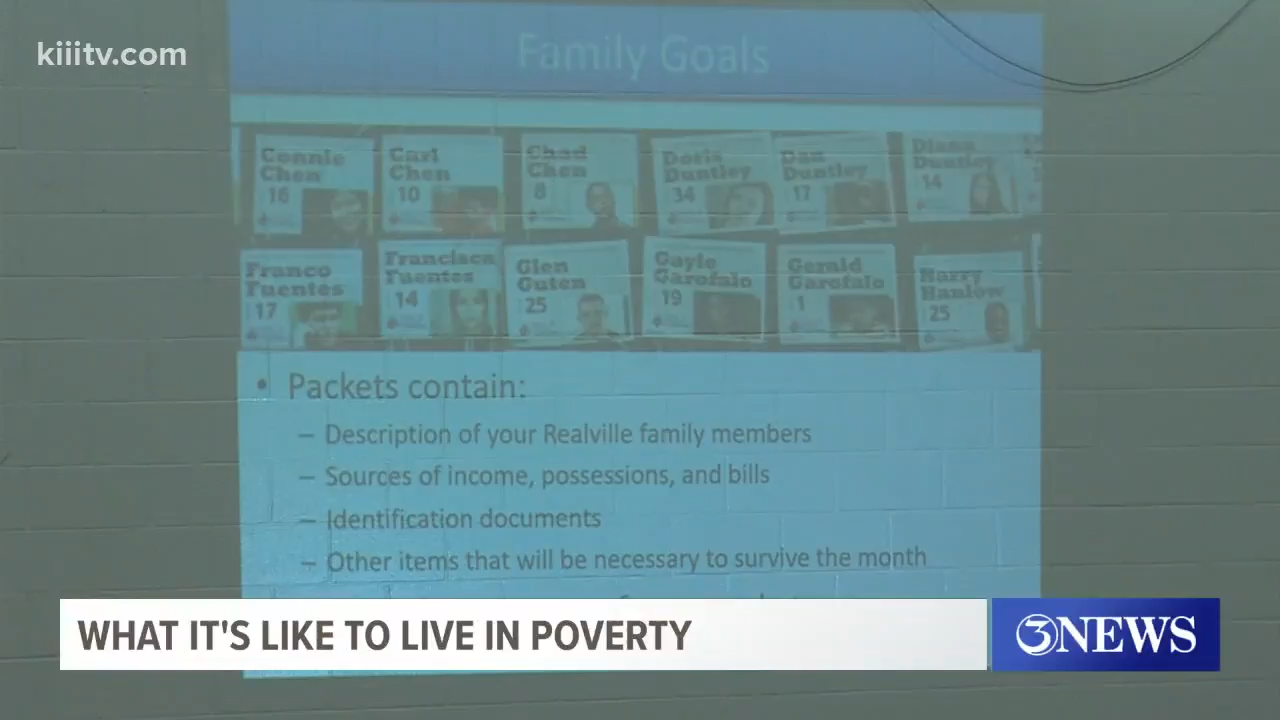 kiiitv.com
Family Goals
Connie
Chen
16
Carl
Chen
10
Chad
Chen
8
Doris
Duntley
34
Dan
Duntley
17
Diana
Duntley
14
Franco
Fuentes
17
Francisca
Fuentes
14
Glen
Guten
25
Gayle
Garofalo
19
Gerald
Garofalo
1
Harry
Hanlow
25
• Packets contain:
– Description of your Realville family members
– Sources of income, possessions, and bills
– Identification documents
– Other items that will be necessary to survive the month
WHAT IT'S LIKE TO LIVE IN POVERTY
3NEWS